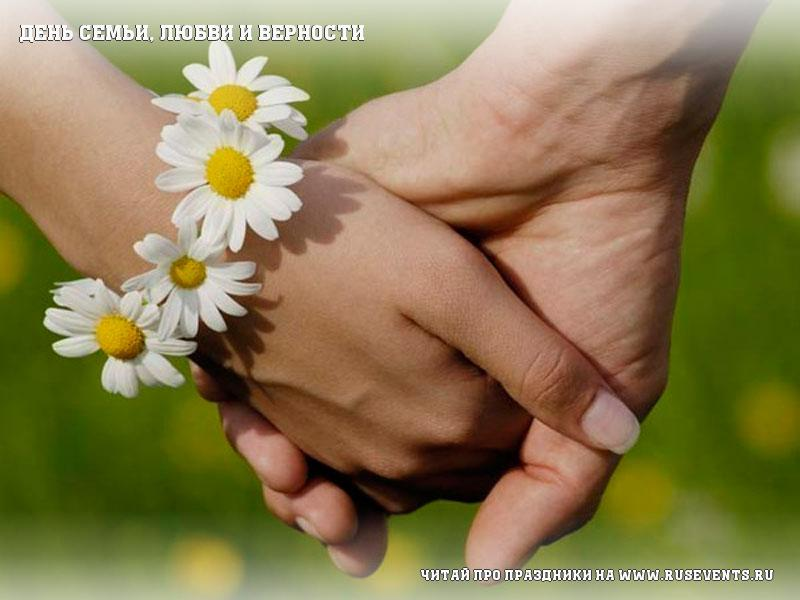 ДЕНЬ СЕМЬИ, ЛЮБВИ И ВЕРНОСТИ
ЧИТАЙ ПРО ПРАЗДНИКИ НА WWW.RUSEVENTS.RU